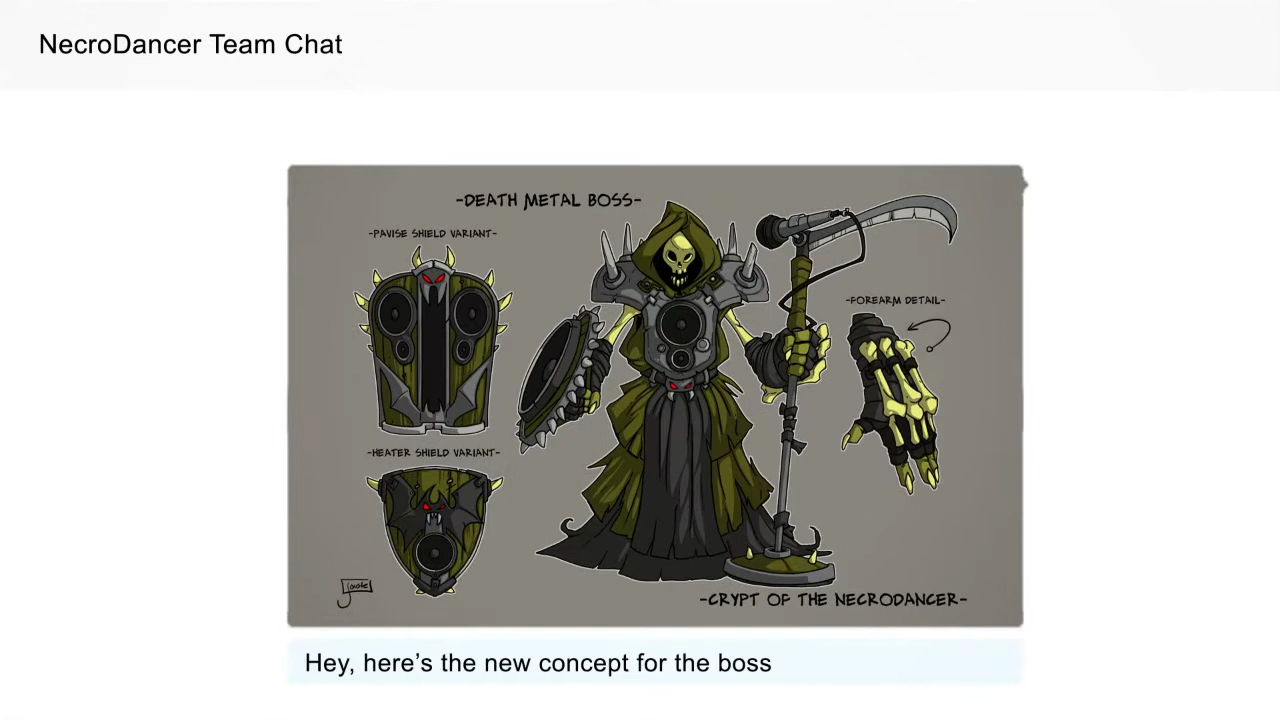 NecroDancer Team Chat
-DEATH METAL BOSS-
-PAVISE SHIELD VARIANT-
-FOREARM DETAIL-
-HEATER SHIELD VARIANT-
-CRYPT OF THE NECRODANCER-
Hey, here’s the new concept for the boss